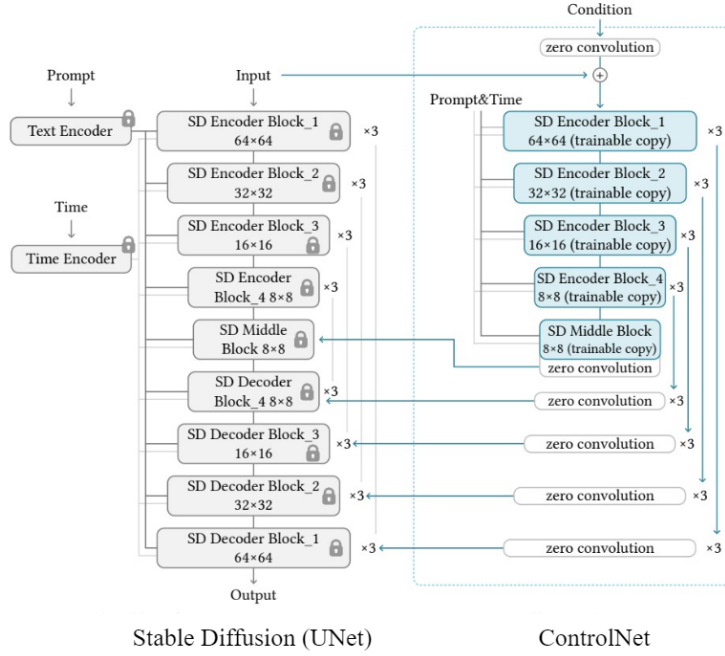 Condition
zero convolution
Prompt
Input
+
Prompt&Time
Text Encoder
SD Encoder Block_1
64×64
×3
SD Encoder Block_1
64×64 (trainable copy)
×3
SD Encoder Block_2
32×32
×3
SD Encoder Block_2
32×32 (trainable copy)
×3
Time
Time Encoder
SD Encoder Block_3
16×16
×3
SD Encoder Block_3
16×16 (trainable copy)
×3
SD Encoder
Block_4 8×8
×3
SD Encoder Block_4
8×8 (trainable copy)
×3
SD Middle
Block 8×8
SD Middle Block
8×8 (trainable copy)
zero convolution
SD Decoder
Block_4 8×8
×3
zero convolution
×3
SD Decoder Block_3
16×16
×3
zero convolution
×3
SD Decoder Block_2
32×32
×3
zero convolution
×3
SD Decoder Block_1
64×64
×3
zero convolution
×3
Output
Stable Diffusion (UNet)
ControlNet